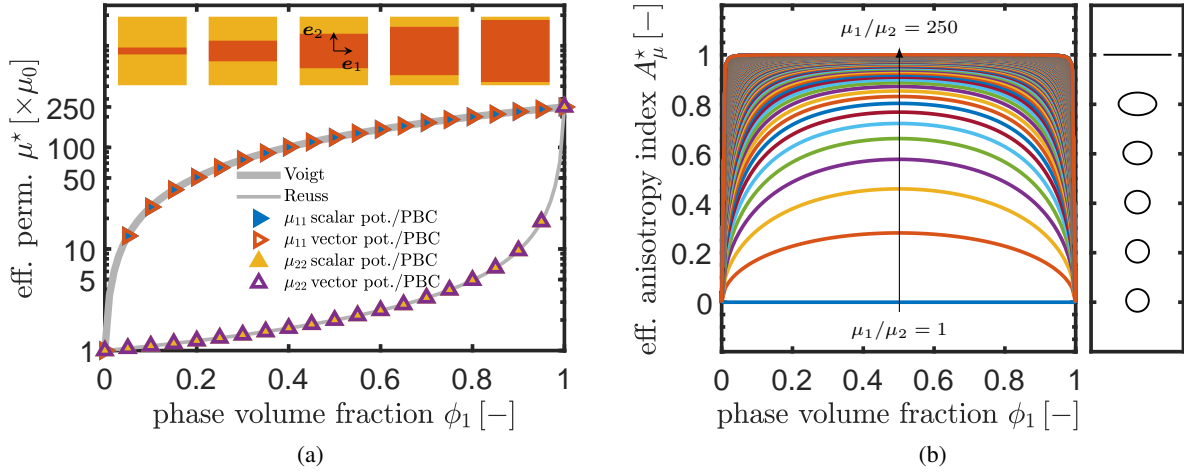 e₂
e₁
eff. perm. μ⋆ [×μ₀]
250
100
50
10
5
1
Voigt
Reuss
μ₁₁ scalar pot./PBC
μ₁₁ vector pot./PBC
μ₂₂ scalar pot./PBC
μ₂₂ vector pot./PBC
0 0.2 0.4 0.6 0.8 1
phase volume fraction ϕ₁ [−]
(a)
eff. anisotropy index A⋆μ [−]
μ₁/μ₂ = 250
1
0.8
0.6
0.4
0.2
0
μ₁/μ₂ = 1
0 0.2 0.4 0.6 0.8 1
phase volume fraction ϕ₁ [−]
(b)